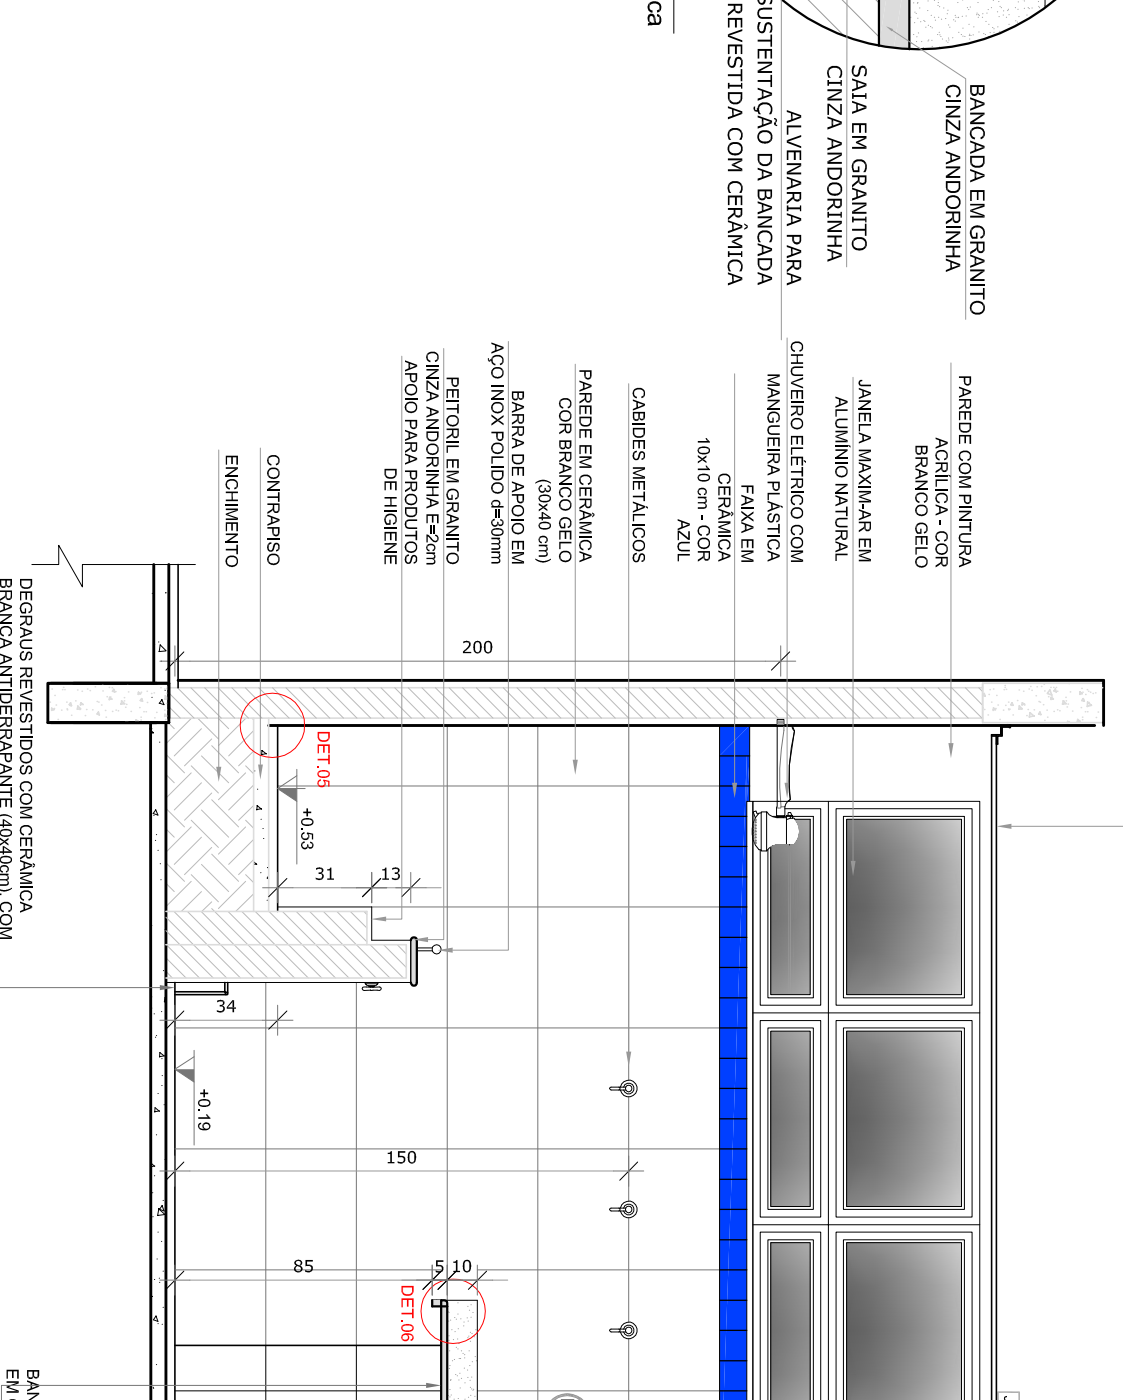 BANCADA EM GRANITO
CINZA ANDORINHA
SAIA EM GRANITO
CINZA ANDORINHA
ALVENARIA PARA
SUSTENTAÇÃO DA BANCADA
REVESTIDA COM CERÂMICA
ca
PAREDE COM PINTURA
ACRÍLICA - COR
BRANCO GELO
JANELA MAXIM-AR EM
ALUMÍNIO NATURAL
CHUVEIRO ELÉTRICO COM
MANGUEIRA PLÁSTICA
FAIXA EM
CERÂMICA
10x10 cm - COR
AZUL
CABIDES METÁLICOS
PAREDE EM CERÂMICA
COR BRANCO GELO
(30x40 cm)
BARRA DE APOIO EM
AÇO INOX POLIDO d=30mm
PEITORIL EM GRANITO
CINZA ANDORINHA E=2cm
APOIO PARA PRODUTOS
DE HIGIENE
CONTRAPISO
ENCHIMENTO
DEGRAUS REVESTIDOS COM CERÂMICA
BRANCA ANTIDERRAPANTE (40x40cm), COM
200
DET.05
+0.53
31
13
34
+0.19
150
85
5
10
DET.06